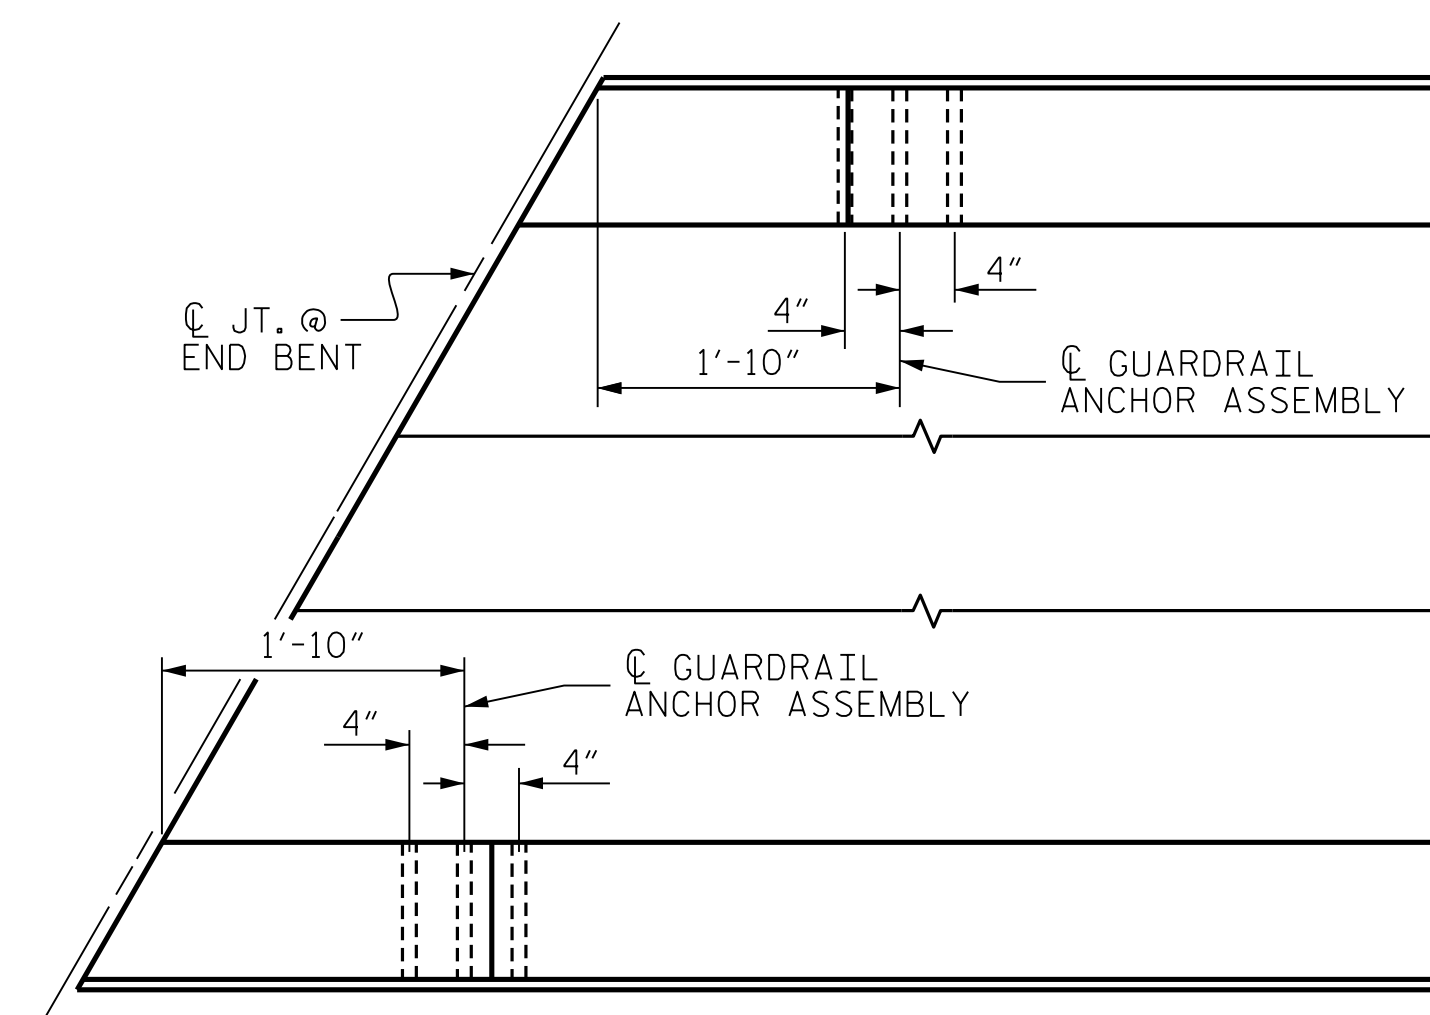 4"
4"
℄ JT. @
END BENT
1'-10"
℄ GUARDRAIL
ANCHOR ASSEMBLY
1'-10"
℄ GUARDRAIL
ANCHOR ASSEMBLY
4"
4"